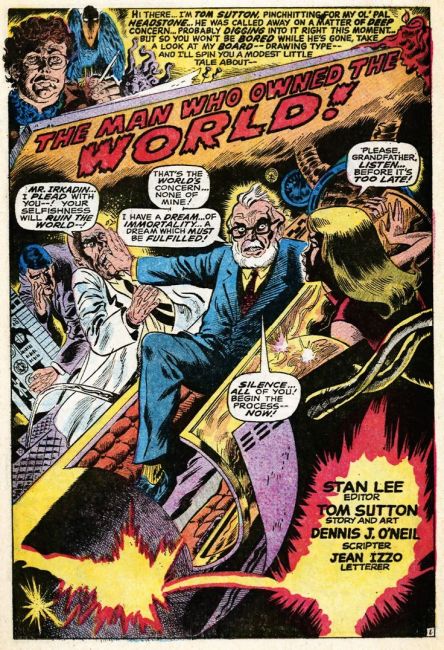 HI THERE... I'M TOM SUTTON, PINCHHITTING FOR MY OL' PAL
HEADSTONE.. HE WAS CALLED AWAY ON A MATTER OF DEEP
CONCERN... PROBABLY DIGGING INTO IT RIGHT THIS MOMENT...
BUT SO YOU WON'T BE BORED WHILE HE'S GONE, TAKE
A LOOK AT MY BOARD--DRAWING TYPE--
AND I'LL SPIN YOU A MODEST LITTLE
TALE ABOUT--
THE MAN WHO OWNED THE
WORLD!
MR. IRKADIN...
I PLEAD WITH
YOU--! YOUR
SELFISHNESS
WILL RUIN THE
WORLD--!
THAT'S THE
WORLD'S
CONCERN...
NONE OF
MINE!
I HAVE A DREAM...OF
IMMORTALITY.. A
DREAM WHICH MUST
BE FULFILLED!
PLEASE,
GRANDFATHER,
LISTEN...
BEFORE IT'S
TOO LATE!
SILENCE...
ALL OF YOU!
BEGIN THE
PROCESS--
NOW!
STAN LEE
EDITOR
TOM SUTTON
STORY AND ART
DENNIS J. O'NEIL
SCRIPTER
JEAN IZZO
LETTERER
1